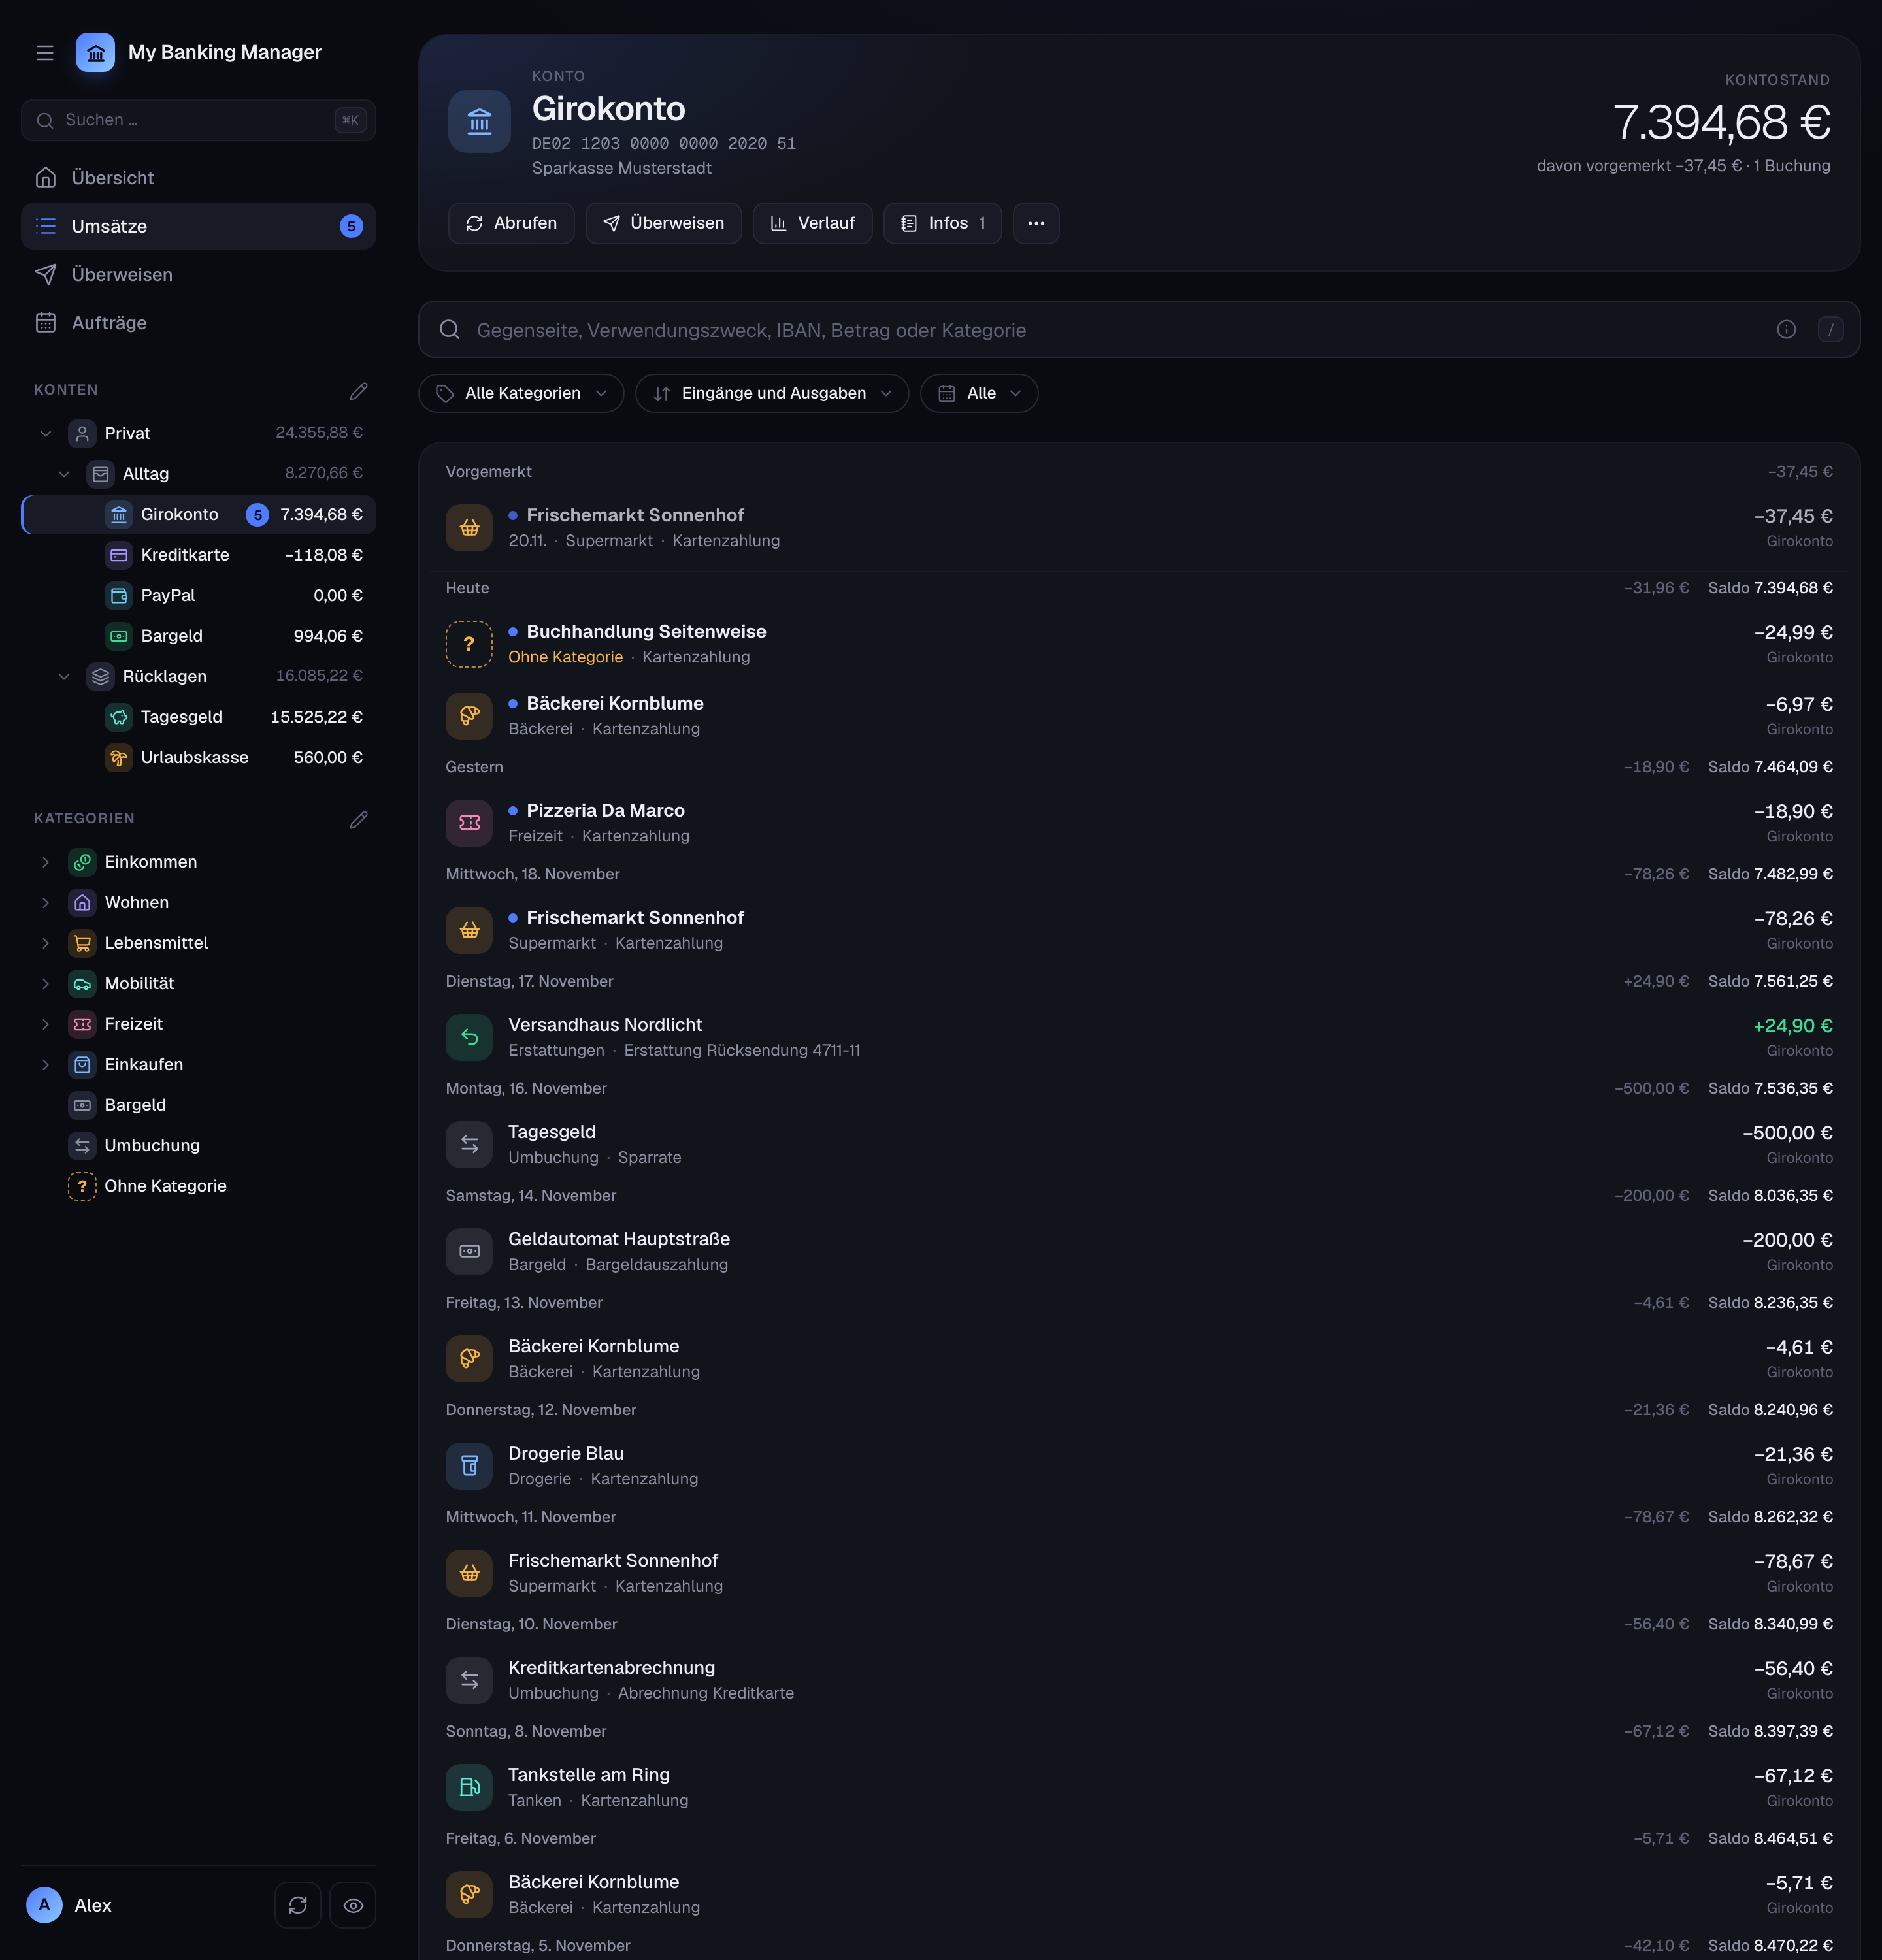 My Banking Manager
Suchen …
⌘K
Übersicht
Umsätze
5
Überweisen
Aufträge
KONTEN
Privat 24.355,88 €
Alltag 8.270,66 €
Girokonto 5 7.394,68 €
Kreditkarte −118,08 €
PayPal 0,00 €
Bargeld 994,06 €
Rücklagen 16.085,22 €
Tagesgeld 15.525,22 €
Urlaubskasse 560,00 €
KATEGORIEN
Einkommen
Wohnen
Lebensmittel
Mobilität
Freizeit
Einkaufen
Bargeld
Umbuchung
? Ohne Kategorie
A Alex
KONTO
Girokonto
DE02 1203 0000 0000 2020 51
Sparkasse Musterstadt
KONTOSTAND
7.394,68 €
davon vorgemerkt −37,45 € · 1 Buchung
Abrufen Überweisen Verlauf Infos 1 ···
Gegenseite, Verwendungszweck, IBAN, Betrag oder Kategorie /
Alle Kategorien Eingänge und Ausgaben Alle
Vorgemerkt −37,45 €
Frischemarkt Sonnenhof −37,45 €
20.11. · Supermarkt · Kartenzahlung Girokonto
Heute −31,96 € Saldo 7.394,68 €
? Buchhandlung Seitenweise −24,99 €
Ohne Kategorie · Kartenzahlung Girokonto
Bäckerei Kornblume −6,97 €
Bäckerei · Kartenzahlung Girokonto
Gestern −18,90 € Saldo 7.464,09 €
Pizzeria Da Marco −18,90 €
Freizeit · Kartenzahlung Girokonto
Mittwoch, 18. November −78,26 € Saldo 7.482,99 €
Frischemarkt Sonnenhof −78,26 €
Supermarkt · Kartenzahlung Girokonto
Dienstag, 17. November +24,90 € Saldo 7.561,25 €
Versandhaus Nordlicht +24,90 €
Erstattungen · Erstattung Rücksendung 4711-11 Girokonto
Montag, 16. November −500,00 € Saldo 7.536,35 €
Tagesgeld −500,00 €
Umbuchung · Sparrate Girokonto
Samstag, 14. November −200,00 € Saldo 8.036,35 €
Geldautomat Hauptstraße −200,00 €
Bargeld · Bargeldauszahlung Girokonto
Freitag, 13. November −4,61 € Saldo 8.236,35 €
Bäckerei Kornblume −4,61 €
Bäckerei · Kartenzahlung Girokonto
Donnerstag, 12. November −21,36 € Saldo 8.240,96 €
Drogerie Blau −21,36 €
Drogerie · Kartenzahlung Girokonto
Mittwoch, 11. November −78,67 € Saldo 8.262,32 €
Frischemarkt Sonnenhof −78,67 €
Supermarkt · Kartenzahlung Girokonto
Dienstag, 10. November −56,40 € Saldo 8.340,99 €
Kreditkartenabrechnung −56,40 €
Umbuchung · Abrechnung Kreditkarte Girokonto
Sonntag, 8. November −67,12 € Saldo 8.397,39 €
Tankstelle am Ring −67,12 €
Tanken · Kartenzahlung Girokonto
Freitag, 6. November −5,71 € Saldo 8.464,51 €
Bäckerei Kornblume −5,71 €
Bäckerei · Kartenzahlung Girokonto
Donnerstag, 5. November −42,10 € Saldo 8.470,22 €